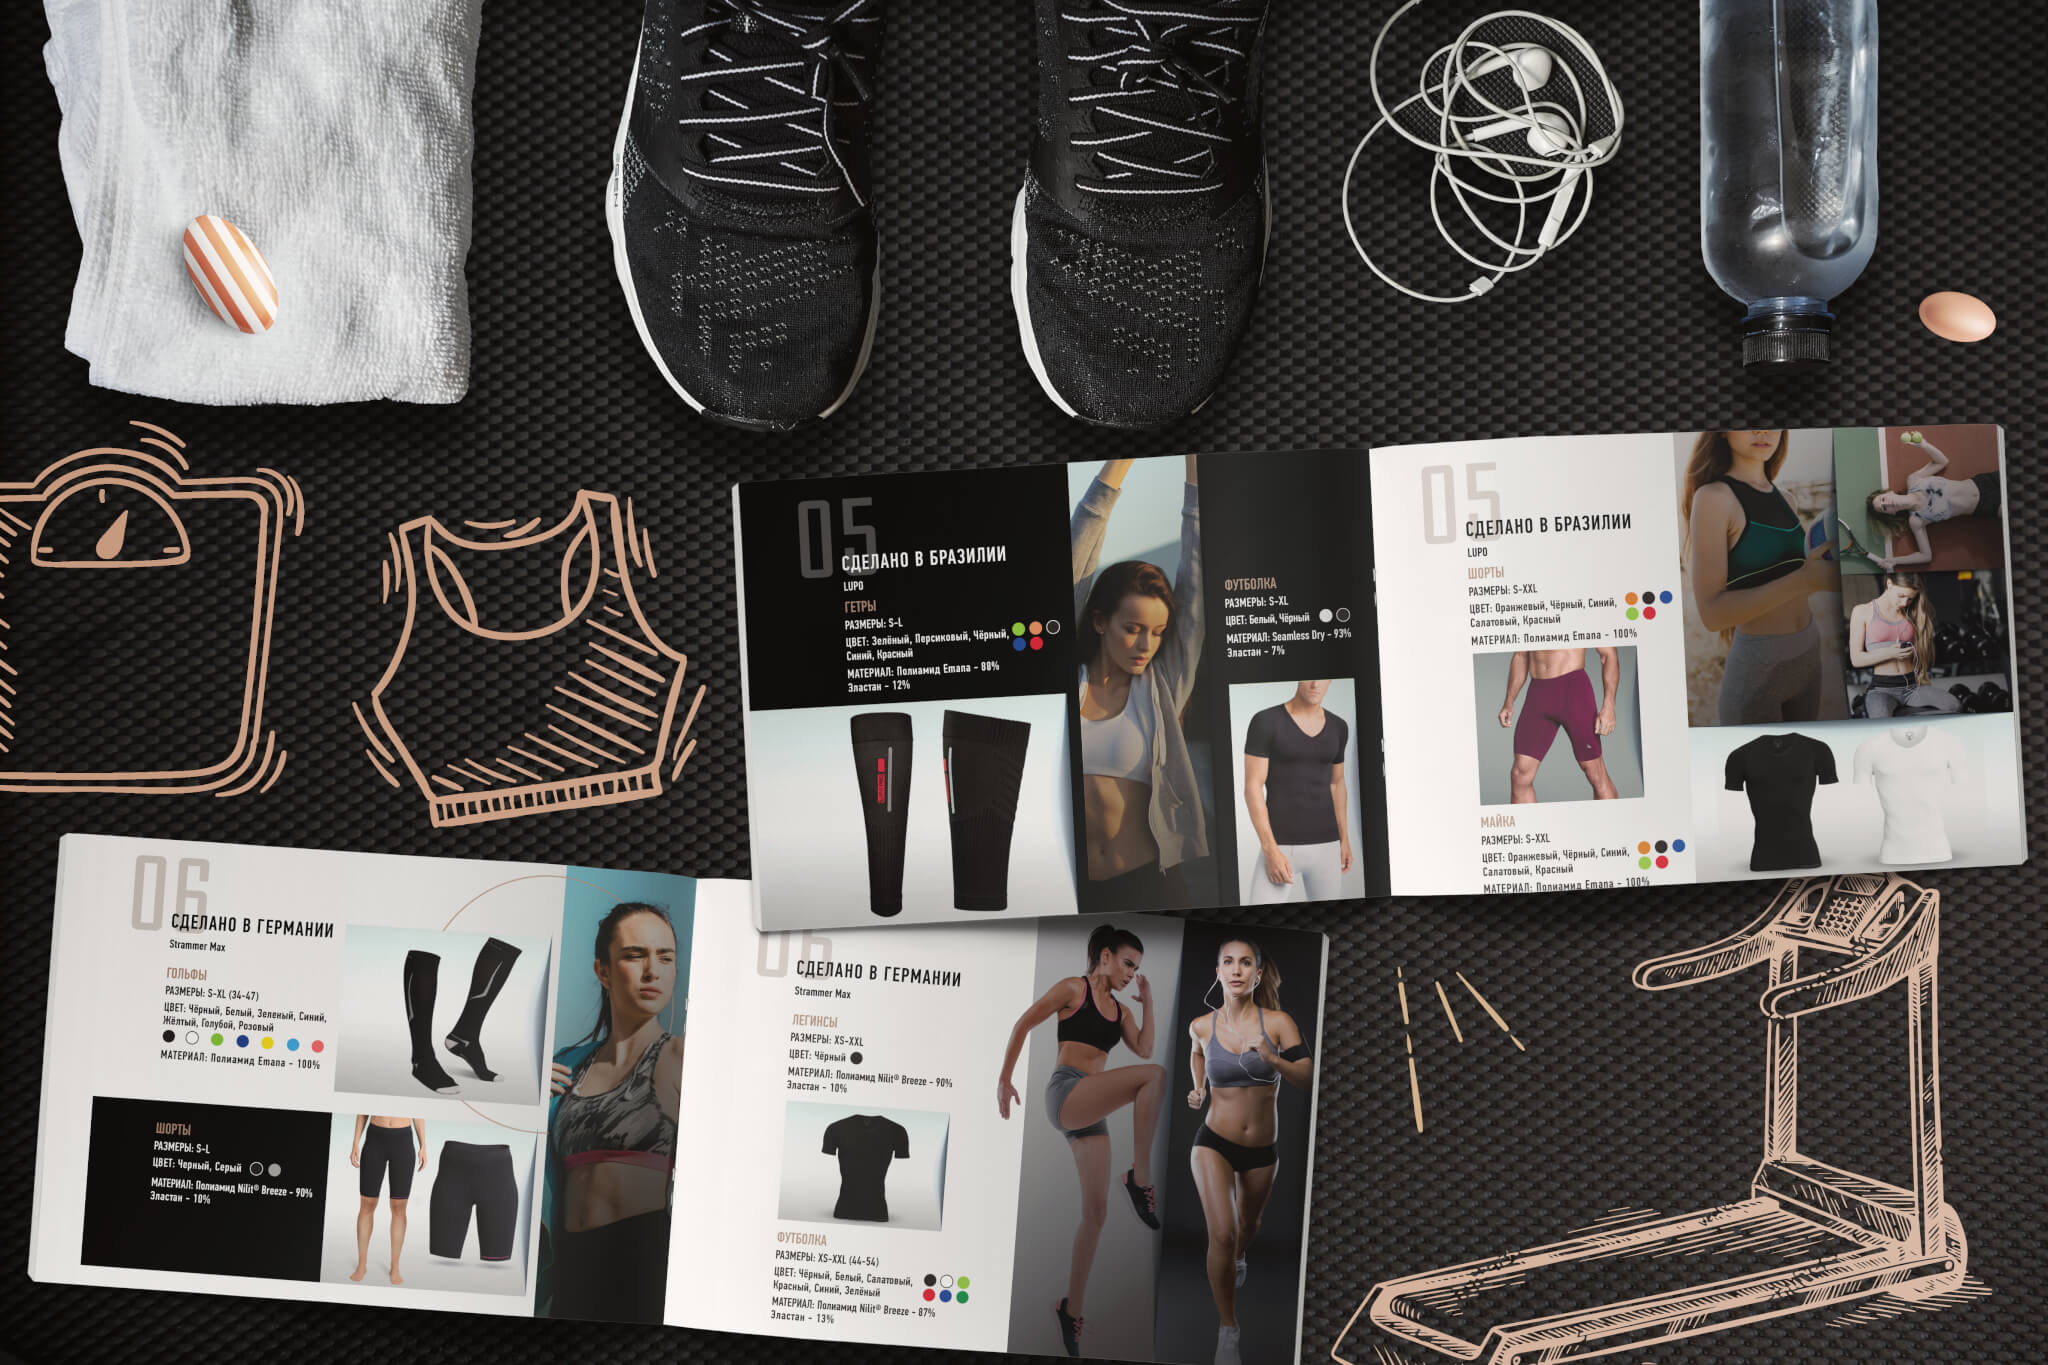 05
СДЕЛАНО В БРАЗИЛИИ
LUPO
ГЕТРЫ
РАЗМЕРЫ: S-L
ЦВЕТ: Зелёный, Персиковый, Чёрный,
Синий, Красный
МАТЕРИАЛ: Полиамид Emana - 88%
Эластан - 12%
ФУТБОЛКА
РАЗМЕРЫ: S-XL
ЦВЕТ: Белый, Чёрный
МАТЕРИАЛ: Seamless Dry - 93%
Эластан - 7%
05
СДЕЛАНО В БРАЗИЛИИ
LUPO
ШОРТЫ
РАЗМЕРЫ: S-XXL
ЦВЕТ: Оранжевый, Чёрный, Синий,
Салатовый, Красный
МАТЕРИАЛ: Полиамид Emana - 100%
МАЙКА
РАЗМЕРЫ: S-XXL
ЦВЕТ: Оранжевый, Чёрный, Синий,
Салатовый, Красный
МАТЕРИАЛ: Полиамид Emana - 100%
06
СДЕЛАНО В ГЕРМАНИИ
Strammer Max
ГОЛЬФЫ
РАЗМЕРЫ: S-XL (34-47)
ЦВЕТ: Чёрный, Белый, Зеленый, Синий,
Жёлтый, Голубой, Розовый
МАТЕРИАЛ: Полиамид Emana - 100%
ШОРТЫ
РАЗМЕРЫ: S-L
ЦВЕТ: Черный, Серый
МАТЕРИАЛ: Полиамид Nilit® Breeze - 90%
Эластан - 10%
06
СДЕЛАНО В ГЕРМАНИИ
Strammer Max
ЛЕГИНСЫ
РАЗМЕРЫ: XS-XXL
ЦВЕТ: Чёрный
МАТЕРИАЛ: Полиамид Nilit® Breeze - 90%
Эластан - 10%
ФУТБОЛКА
РАЗМЕРЫ: XS-XXL (44-54)
ЦВЕТ: Чёрный, Белый, Салатовый,
Красный, Синий, Зелёный
МАТЕРИАЛ: Полиамид Nilit® Breeze - 87%
Эластан - 13%